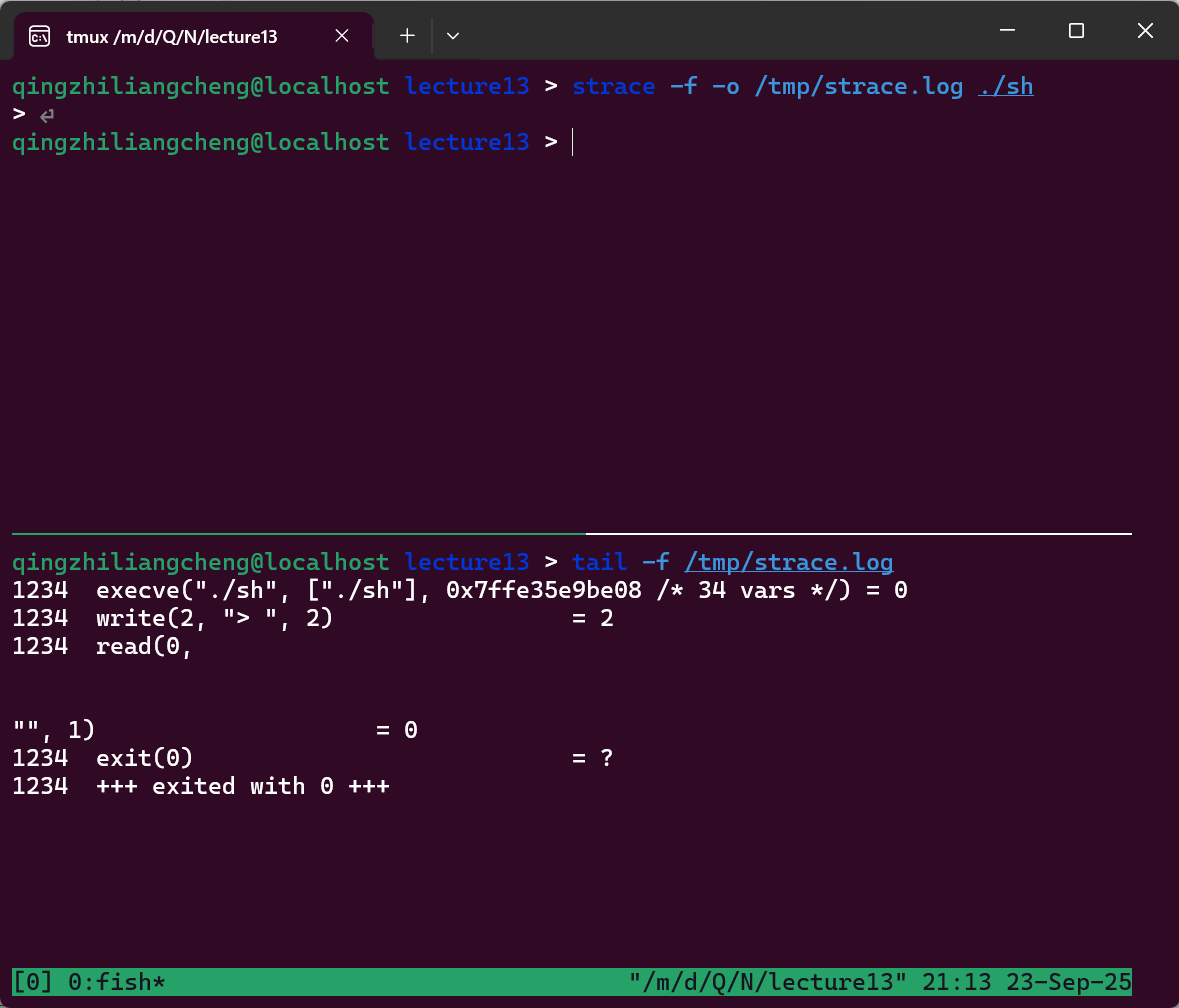 tmux /m/d/Q/N/lecture13
qingzhiliangcheng@localhost lecture13 > strace -f -o /tmp/strace.log ./sh
> ⏎
qingzhiliangcheng@localhost lecture13 >
qingzhiliangcheng@localhost lecture13 > tail -f /tmp/strace.log
1234  execve("./sh", ["./sh"], 0x7ffe35e9be08 /* 34 vars */) = 0
1234  write(2, "> ", 2)                 = 2
1234  read(0,
"", 1)                    = 0
1234  exit(0)                           = ?
1234  +++ exited with 0 +++
[0] 0:fish* "/m/d/Q/N/lecture13" 21:13 23-Sep-25